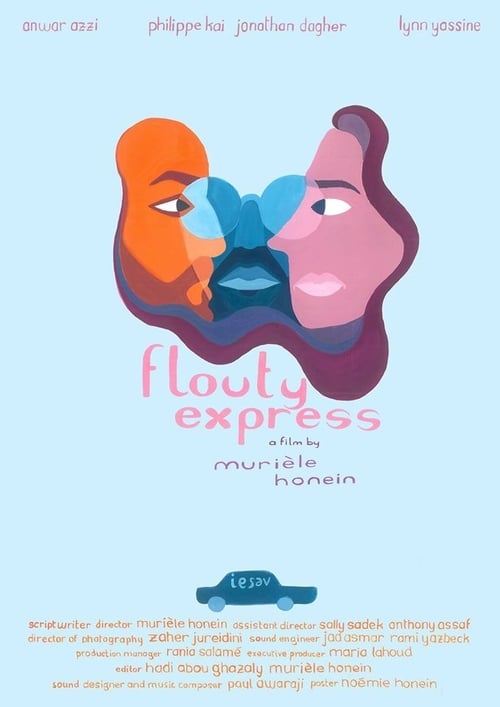 anwar azzi philippe kai jonathan dagher lynn yassine
flouty
express
a film by
murièle
honein
iesav
scriptwriter director murièle honein assistant director sally sadek anthony assaf
director of photography zaher jureidini sound engineer jad asmar rami yazbeck
production manager rania salamé executive producer maria lahoud
editor hadi abou ghazaly murièle honein
sound designer and music composer paul awaraji poster noémie honein